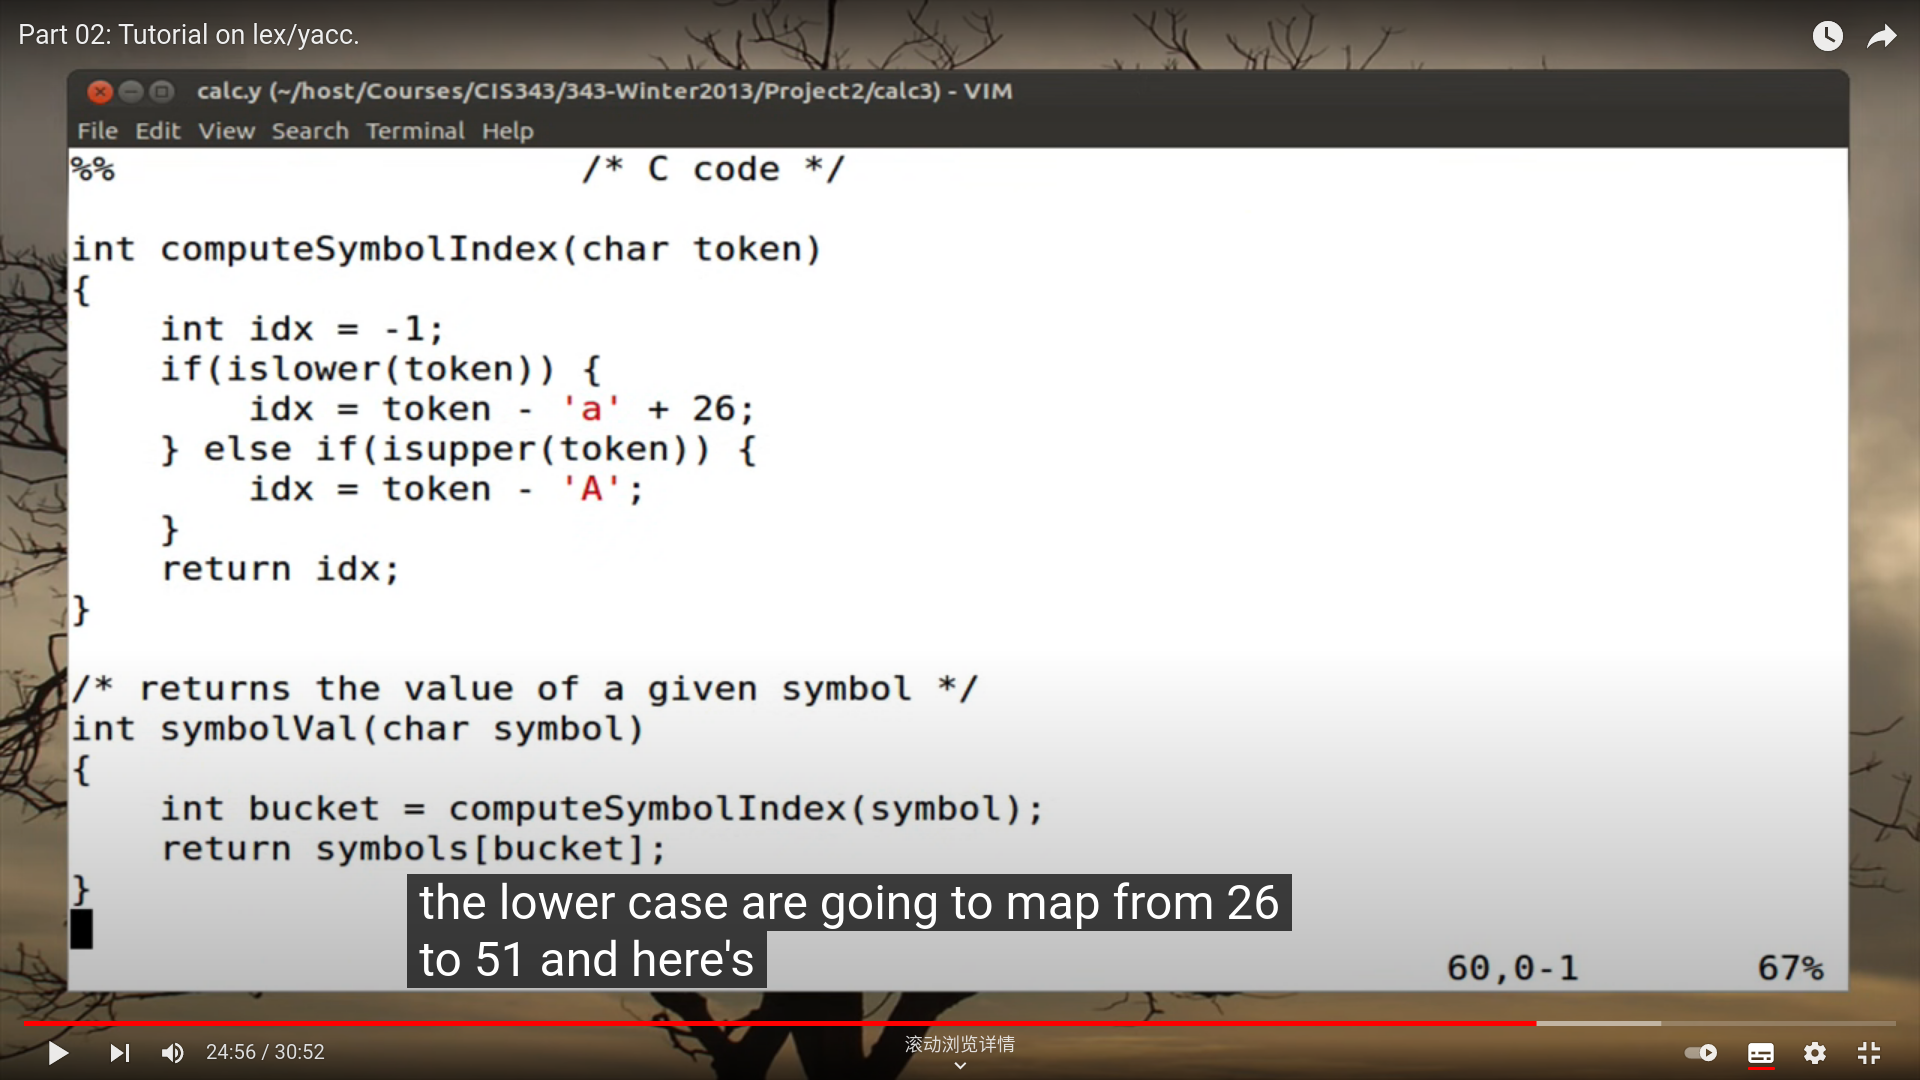 Part 02: Tutorial on lex/yacc.
calc.y (~/host/Courses/CIS343/343-Winter2013/Project2/calc3) - VIM
File Edit View Search Terminal Help
%% /* C code */
int computeSymbolIndex(char token)
{
    int idx = -1;
    if(islower(token)) {
        idx = token - 'a' + 26;
    } else if(isupper(token)) {
        idx = token - 'A';
    }
    return idx;
}
/* returns the value of a given symbol */
int symbolVal(char symbol)
{
    int bucket = computeSymbolIndex(symbol);
    return symbols[bucket];
}
the lower case are going to map from 26
to 51 and here's
60,0-1 67%
24:56 / 30:52
滚动浏览详情